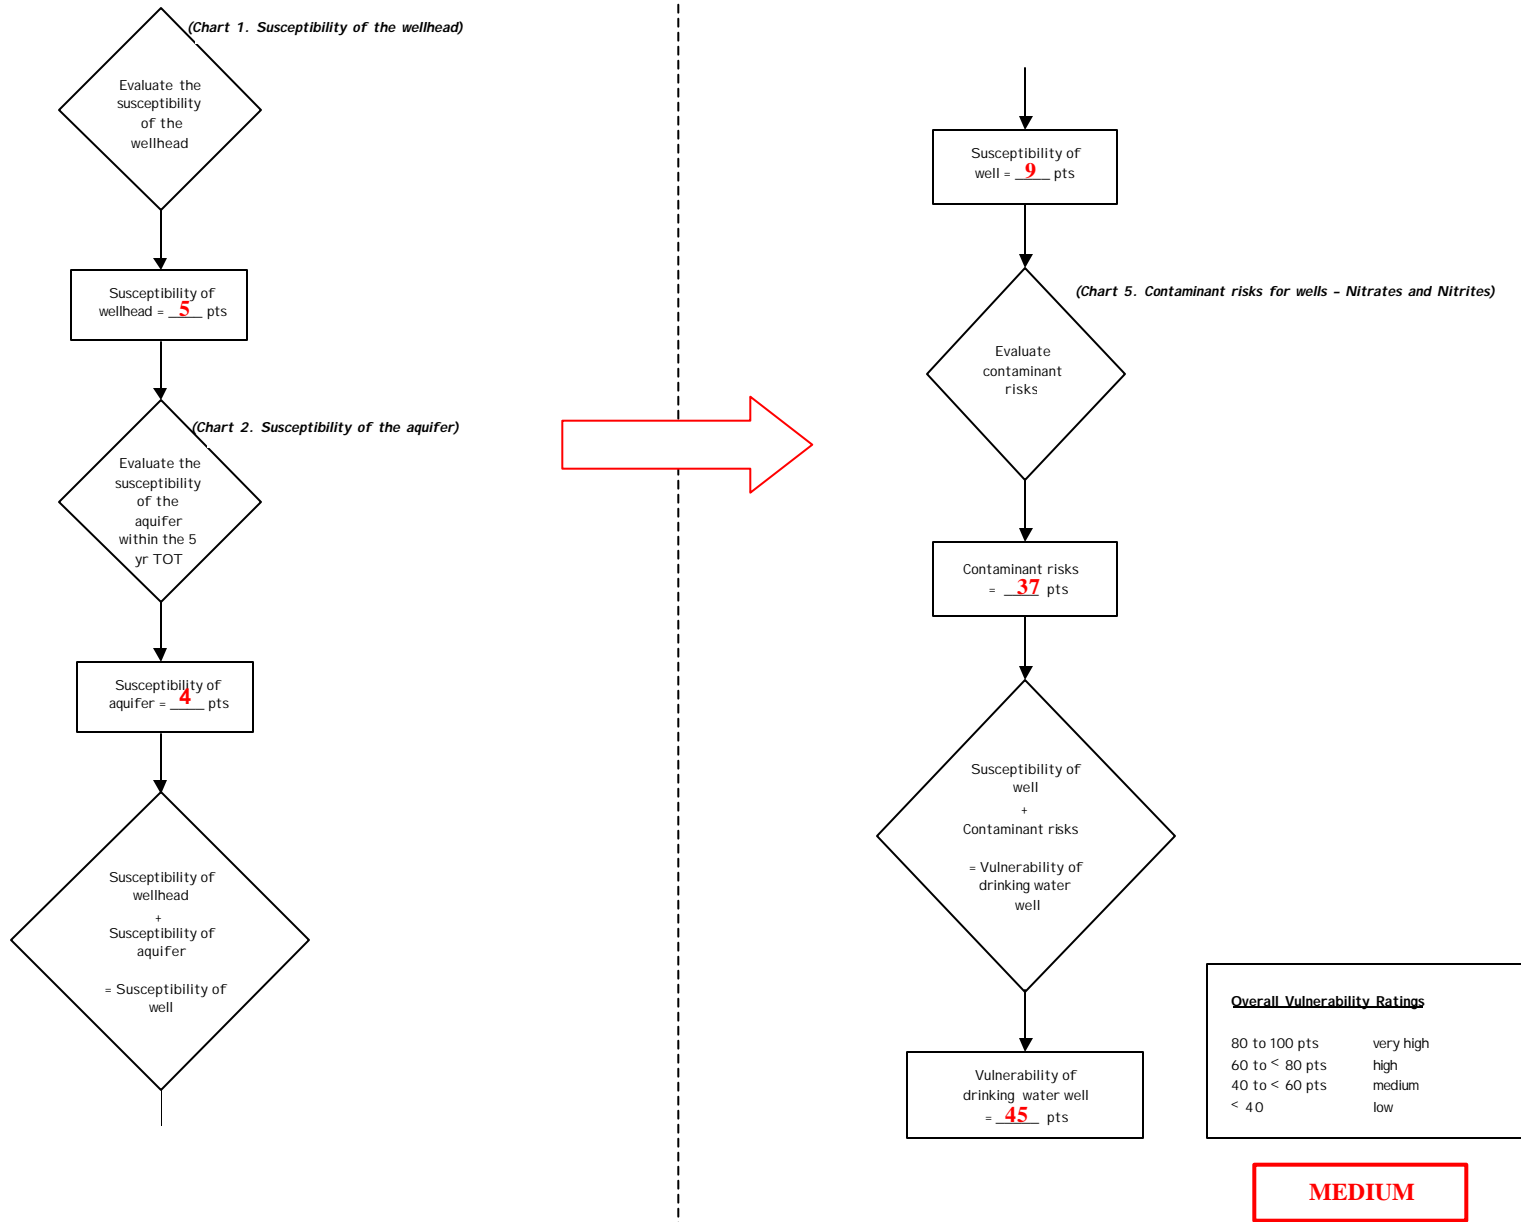 (Chart 1. Susceptibility of the wellhead)
Evaluate the
susceptibility
of the
wellhead
Susceptibility of
wellhead = 5 pts
(Chart 2. Susceptibility of the aquifer)
Evaluate the
susceptibility
of the
aquifer
within the 5
yr TOT
Susceptibility of
aquifer = 4 pts
Susceptibility of
wellhead
+
Susceptibility of
aquifer
= Susceptibility of
well
Susceptibility of
well = 9 pts
(Chart 5. Contaminant risks for wells – Nitrates and Nitrites)
Evaluate
contaminant
risks
Contaminant risks
= 37 pts
Susceptibility of
well
+
Contaminant risks
= Vulnerability of
drinking water
well
Vulnerability of
drinking water well
= 45 pts
Overall Vulnerability Ratings
80 to 100 pts very high
60 to < 80 pts high
40 to < 60 pts medium
< 40 low
MEDIUM